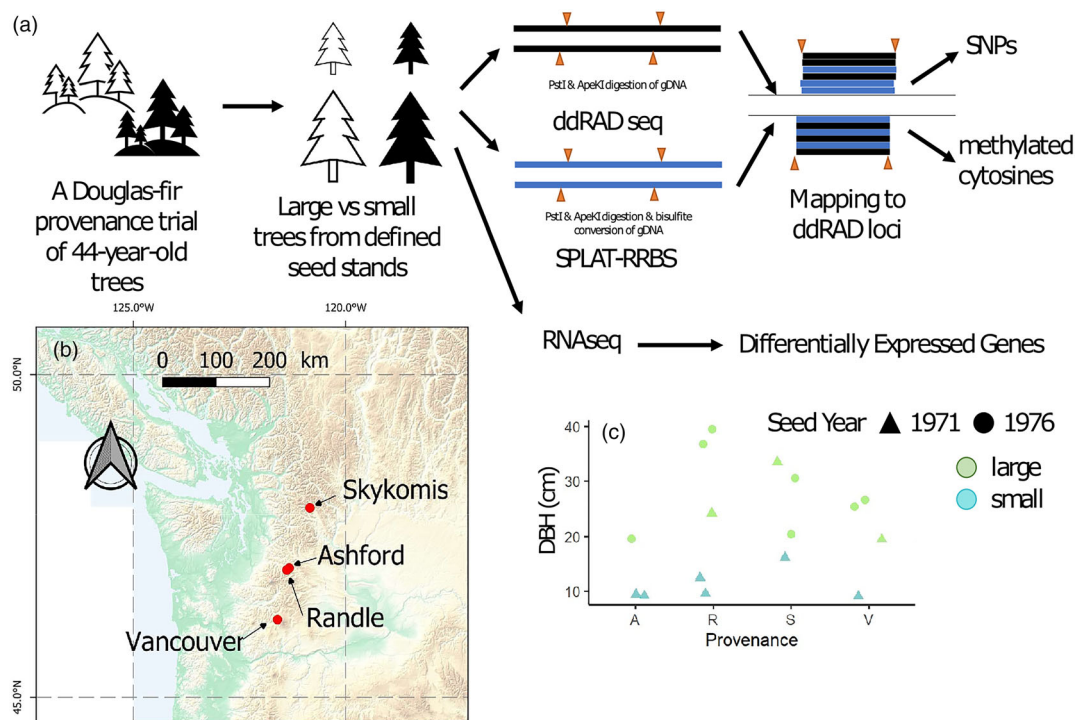 (a)
A Douglas-fir
provenance trial
of 44-year-old
trees
Large vs small
trees from defined
seed stands
PstI & ApeKI digestion of gDNA
ddRAD seq
PstI & ApeKI digestion & bisulfite
conversion of gDNA
SPLAT-RRBS
Mapping to
ddRAD loci
SNPs
methylated
cytosines
RNAseq
Differentially Expressed Genes
125.0°W
120.0°W
(b)
0 100 200 km
50.0°N
45.0°N
Skykomis
Ashford
Randle
Vancouver
(c)
Seed Year 1971 1976
large
small
DBH (cm)
40
30
20
10
A R S V
Provenance